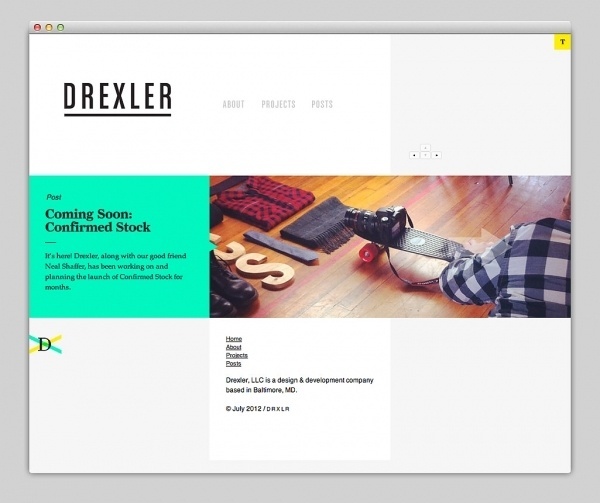 T
DREXLER
ABOUT PROJECTS POSTS
Post
Coming Soon:
Confirmed Stock
It's here! Drexler, along with our good friend
Neal Shaffer, has been working on and
planning the launch of Confirmed Stock for
months.
S
D
Home
About
Projects
Posts
Drexler, LLC is a design & development company
based in Baltimore, MD.
© July 2012 / DRXLR